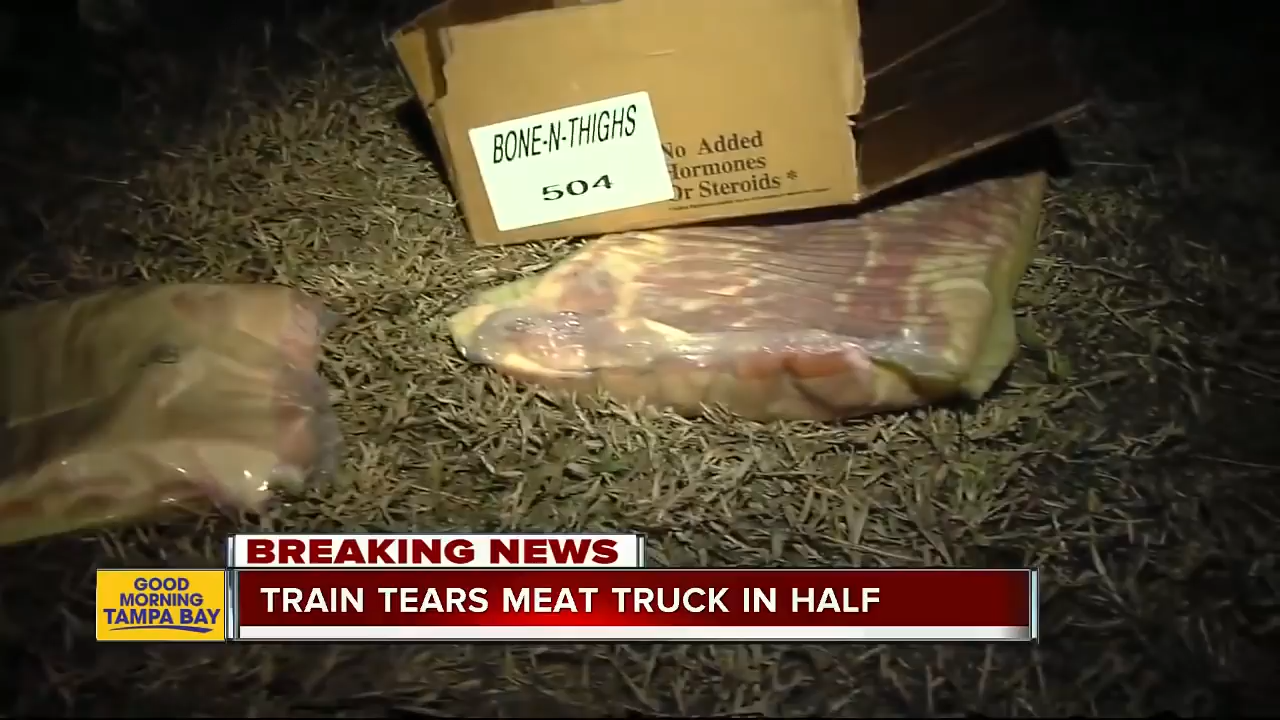 BONE-N-THIGHS
504
No Added
Hormones
Or Steroids *
BREAKING NEWS
TRAIN TEARS MEAT TRUCK IN HALF
GOOD
MORNING
TAMPA BAY